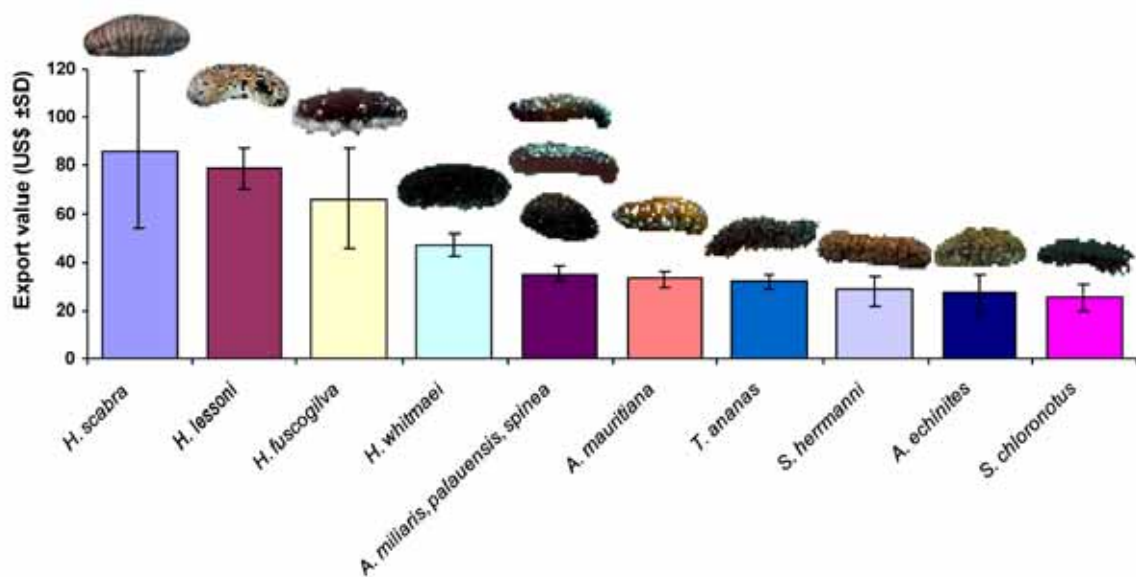 Export value (US$ ±SD)
120
100
80
60
40
20
0
H. scabra
H. lessoni
H. fuscogilva
H. whitmaei
A. miliaris, palauensis, spinea
A. mauritiana
T. ananas
S. herrmanni
A. echinites
S. chloronotus